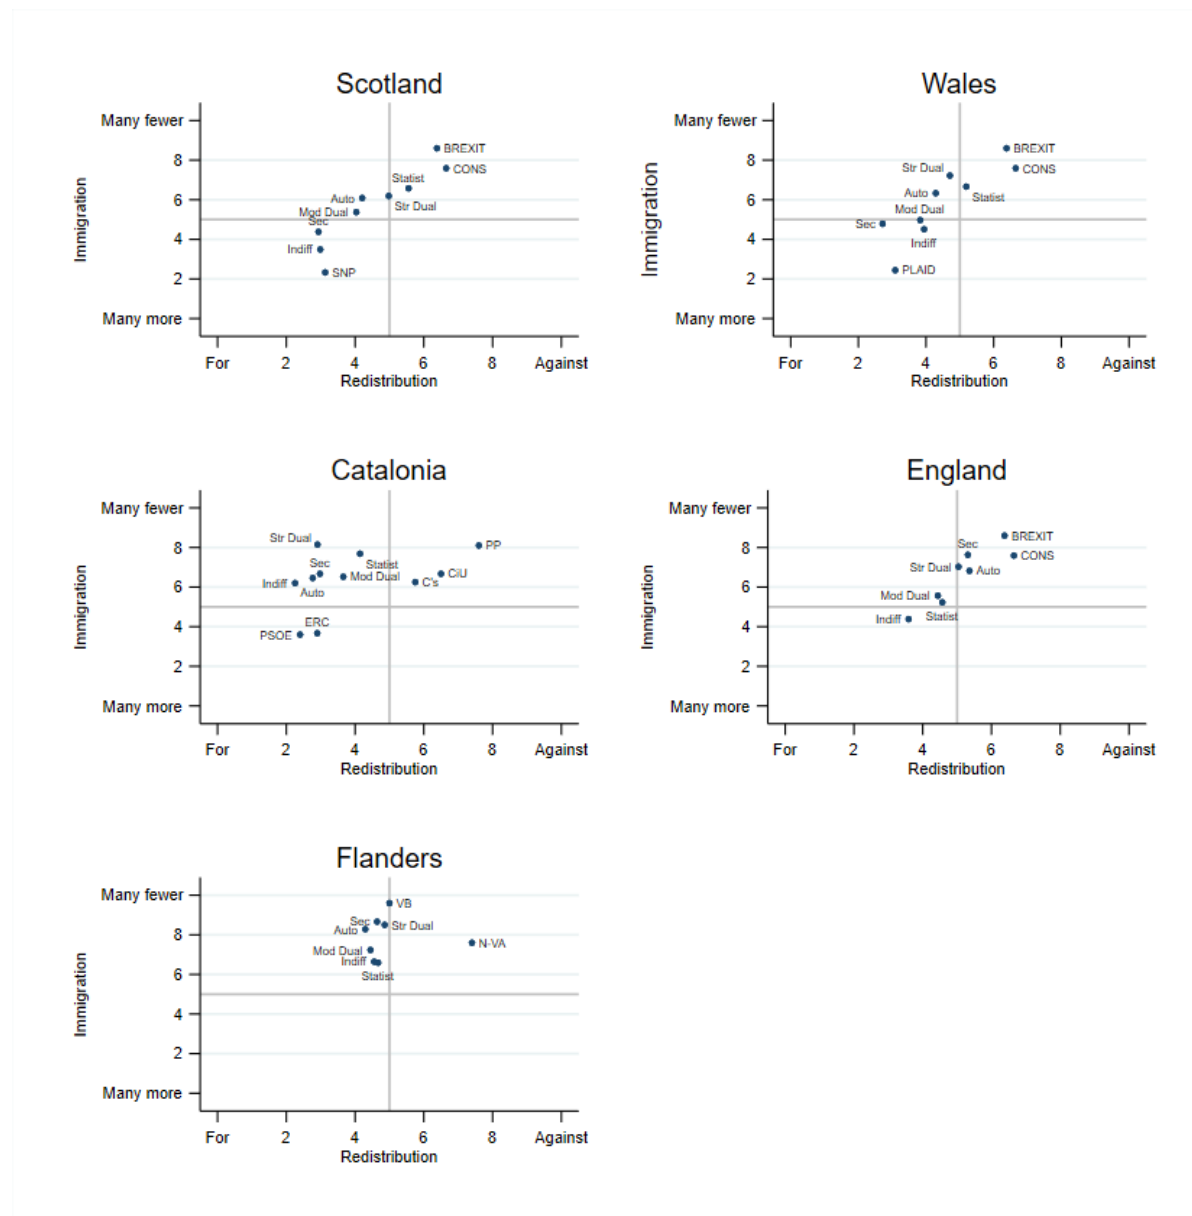 Scotland
Many fewer
8
6
4
2
Many more
Immigration
BREXIT
CONS
Statist
Auto
Str Dual
Mod Dual
Sec
Indiff
SNP
For 2 4 6 8 Against
Redistribution
Wales
Many fewer
8
6
4
2
Many more
Immigration
BREXIT
CONS
Str Dual
Auto
Statist
Mod Dual
Sec
Indiff
PLAID
For 2 4 6 8 Against
Redistribution
Catalonia
Many fewer
8
6
4
2
Many more
Immigration
Str Dual
PP
Statist
Sec
CiU
Mod Dual
Indiff
C's
Auto
ERC
PSOE
For 2 4 6 8 Against
Redistribution
England
Many fewer
8
6
4
2
Many more
Immigration
BREXIT
Sec
CONS
Str Dual
Auto
Mod Dual
Statist
Indiff
For 2 4 6 8 Against
Redistribution
Flanders
Many fewer
8
6
4
2
Many more
Immigration
VB
Sec
Str Dual
Auto
N-VA
Mod Dual
Indiff
Statist
For 2 4 6 8 Against
Redistribution